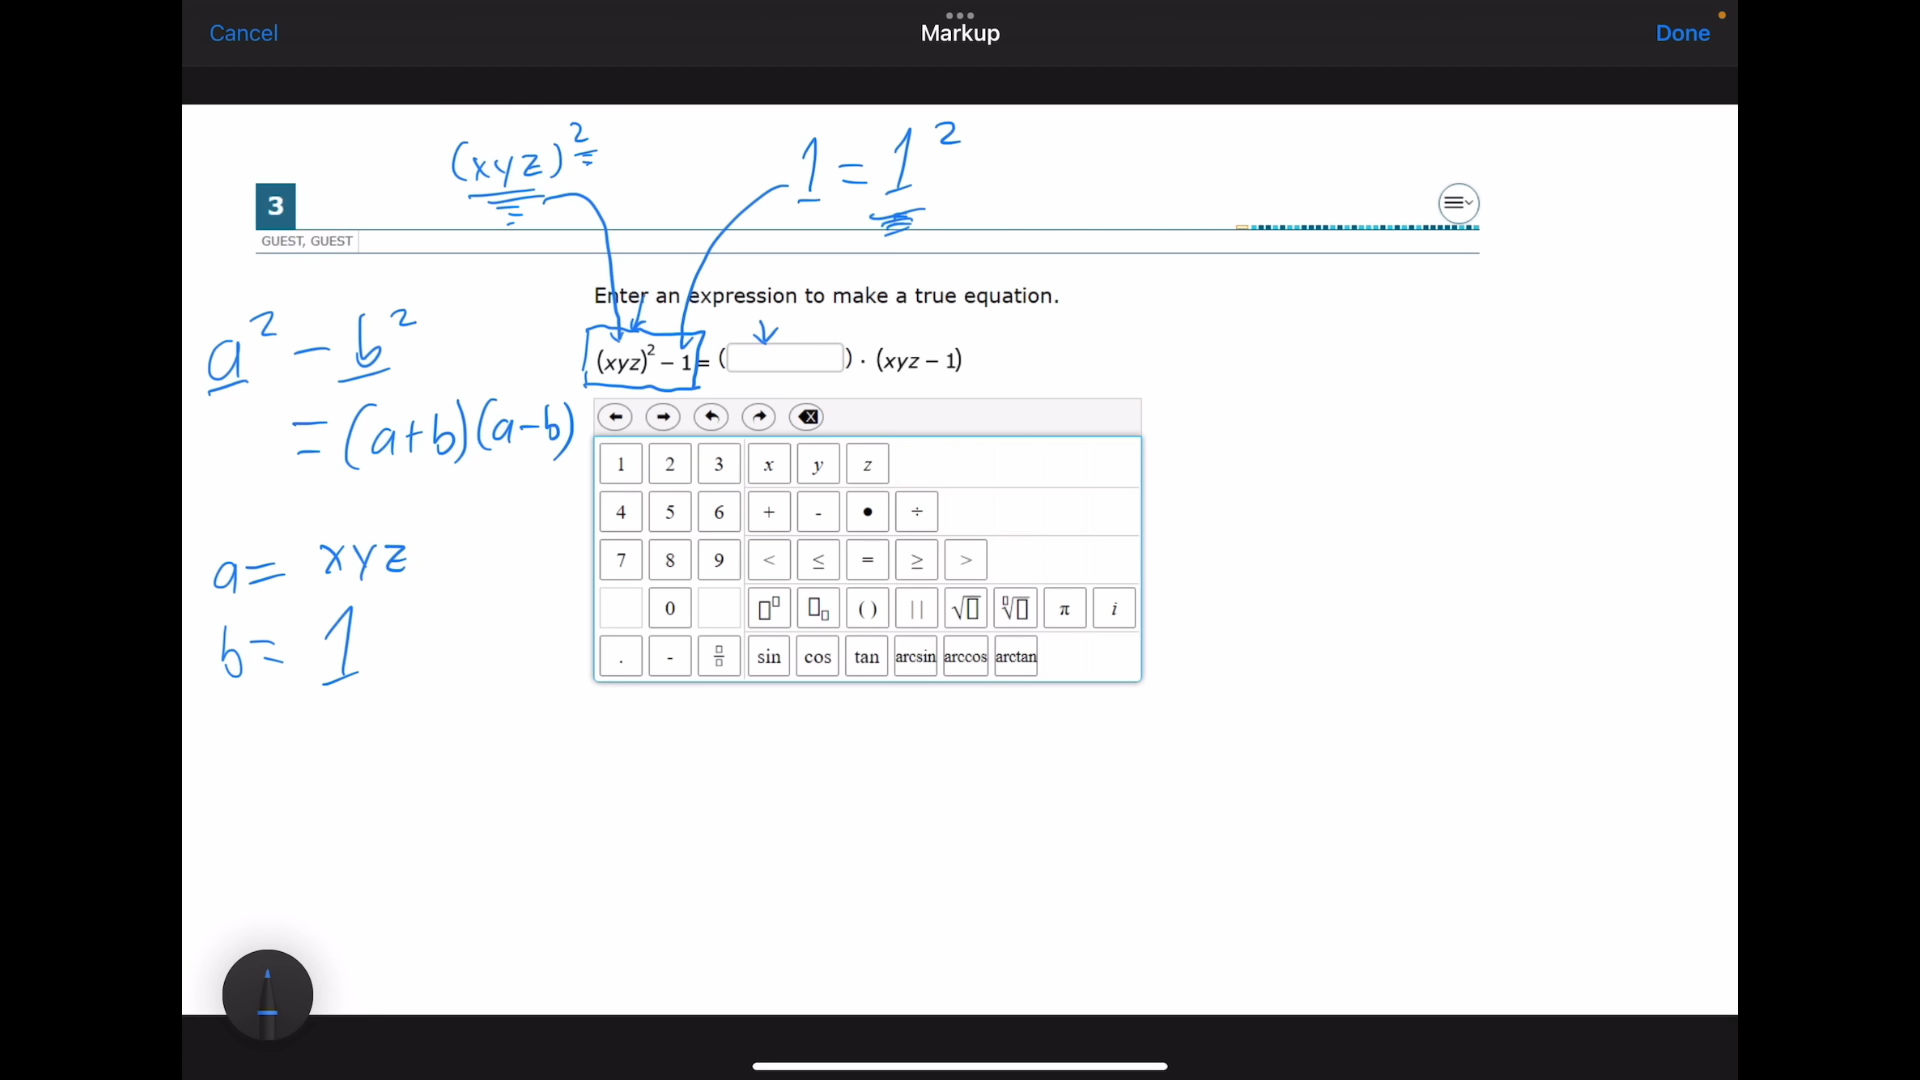 Cancel
Markup
Done
(xyz)²
1 = 1²
3
GUEST, GUEST
Enter an expression to make a true equation.
(xyz)² – 1 = ( ) · (xyz – 1)
a² – b²
= (a+b)(a-b)
a = xyz
b = 1
1 2 3 x y z
4 5 6 + - • ÷
7 8 9 < ≤ = ≥ >
0 □^□ □_□ ( ) | | √□ □√□ π i
. - □/□ sin cos tan arcsin arccos arctan